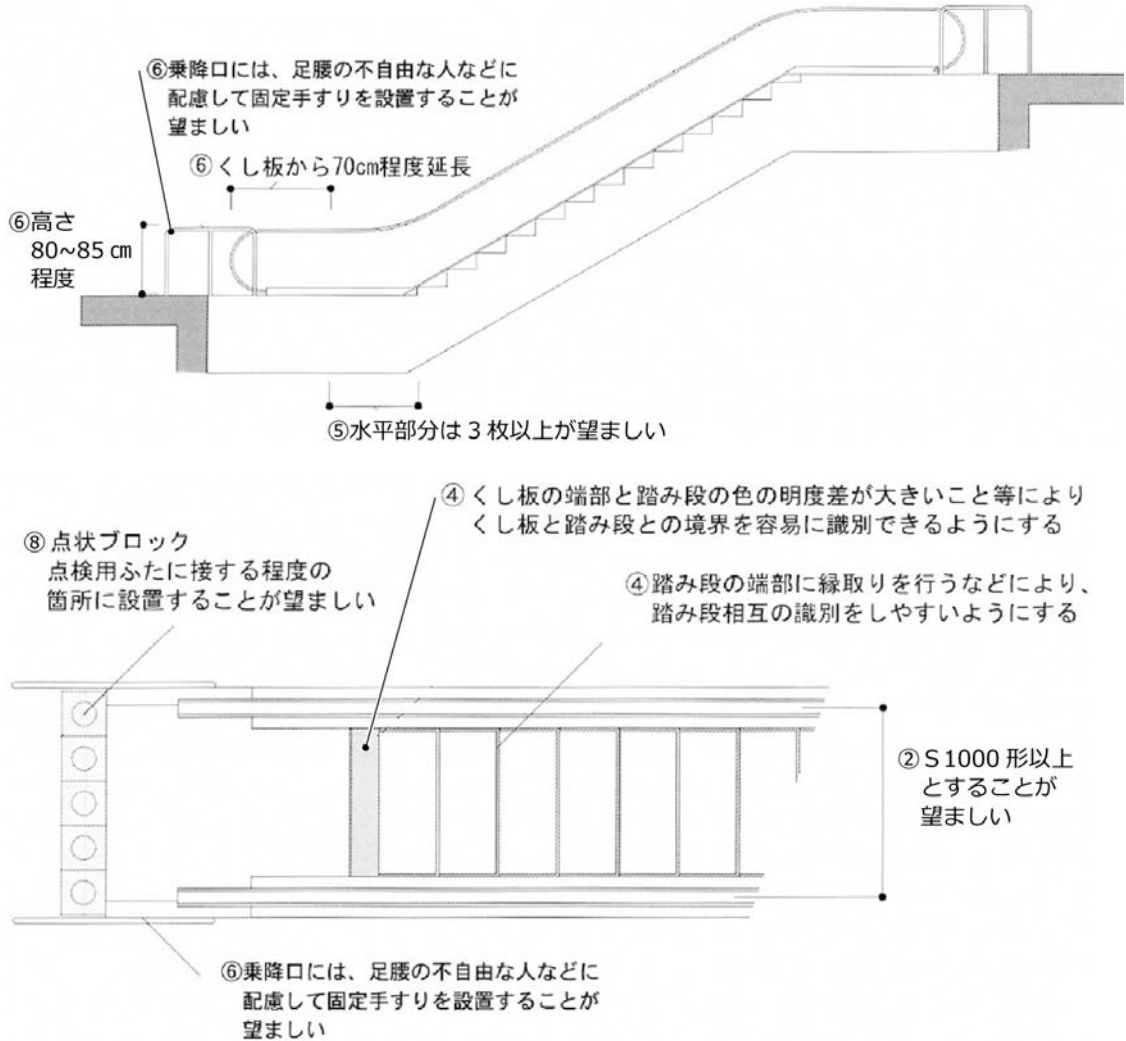 ⑥乗降口には、足腰の不自由な人などに
配慮して固定手すりを設置することが
望ましい
⑥くし板から70cm程度延長
⑥高さ
80~85㎝
程度
⑤水平部分は3枚以上が望ましい
④くし板の端部と踏み段の色の明度差が大きいこと等により
くし板と踏み段との境界を容易に識別できるようにする
⑧点状ブロック
点検用ふたに接する程度の
箇所に設置することが望ましい
④踏み段の端部に縁取りを行うなどにより、
踏み段相互の識別をしやすいようにする
②S1000形以上
とすることが
望ましい
⑥乗降口には、足腰の不自由な人などに
配慮して固定手すりを設置することが
望ましい